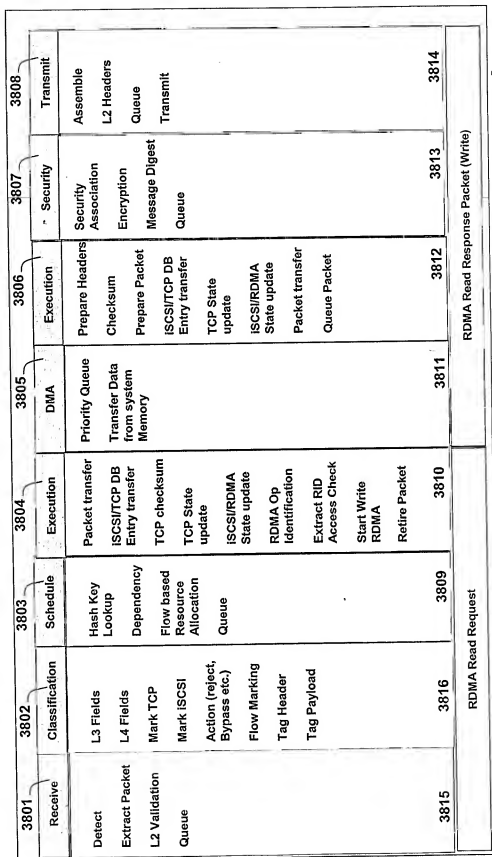 3801
Receive
Detect
Extract Packet
L2 Validation
Queue
3815
3802
Classification
L3 Fields
L4 Fields
Mark TCP
Mark iSCSI
Action (reject,
Bypass etc.)
Flow Marking
Tag Header
Tag Payload
3816
3803
Schedule
Hash Key
Lookup
Dependency
Flow based
Resource
Allocation
Queue
3809
3804
Execution
Packet transfer
iSCSI/TCP DB
Entry transfer
TCP checksum
TCP State
update
iSCSI/RDMA
State update
RDMA Op
Identification
Extract RID
Access Check
Start Write
RDMA
Retire Packet
3810
RDMA Read Request
3805
DMA
Priority Queue
Transfer Data
from system
Memory
3811
3806
Execution
Prepare Headers
Checksum
Prepare Packet
iSCSI/TCP DB
Entry transfer
TCP State
update
iSCSI/RDMA
State update
Packet transfer
Queue Packet
3812
3807
Security
Security
Association
Encryption
Message Digest
Queue
3813
3808
Transmit
Assemble
L2 Headers
Queue
Transmit
3814
RDMA Read Response Packet (Write)